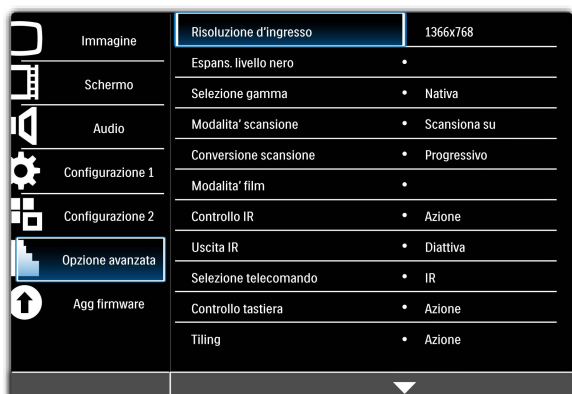 Immagine
Schermo
Audio
Configurazione 1
Configurazione 2
Opzione avanzata
Agg firmware
Risoluzione d'ingresso 1366x768
Espans. livello nero •
Selezione gamma • Nativa
Modalita' scansione • Scansiona su
Conversione scansione • Progressivo
Modalita' film •
Controllo IR • Azione
Uscita IR • Diattiva
Selezione telecomando • IR
Controllo tastiera • Azione
Tiling • Azione